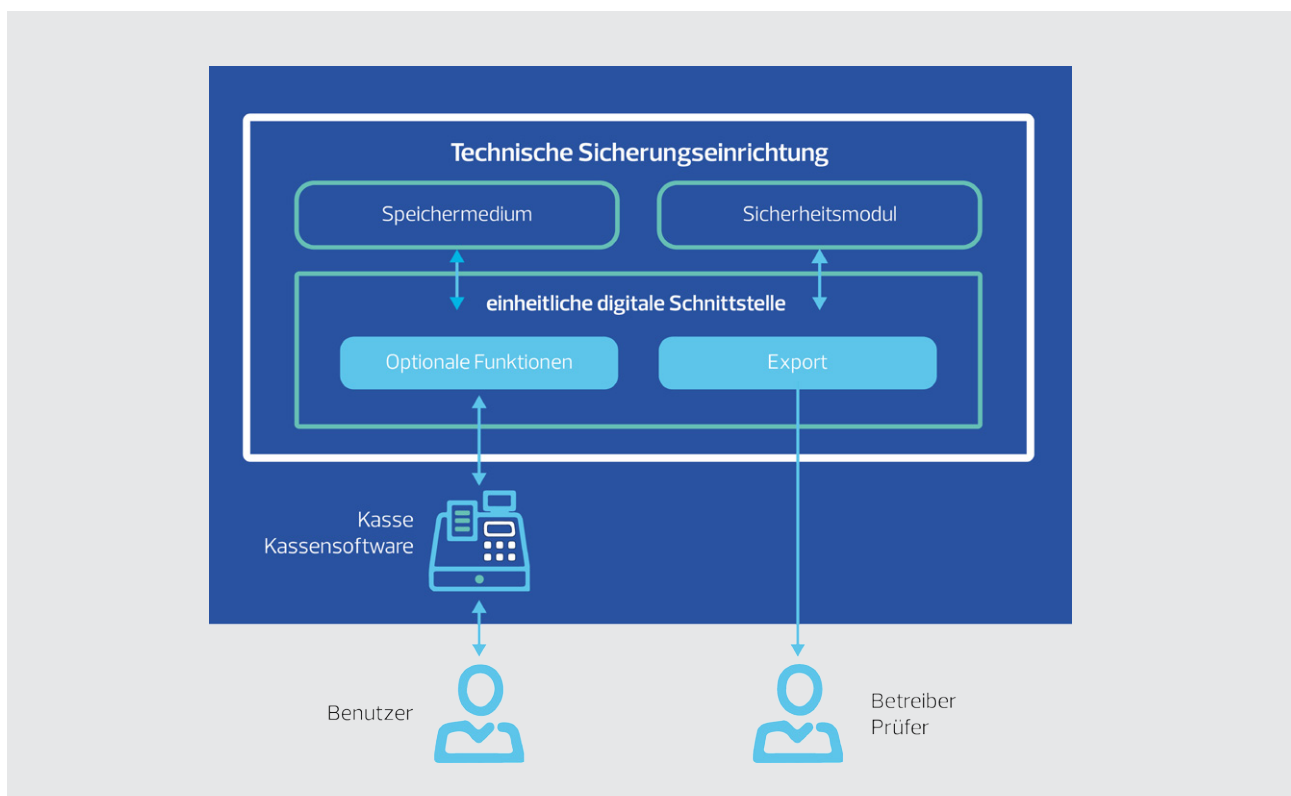 Technische Sicherungseinrichtung
Speichermedium
Sicherheitsmodul
einheitliche digitale Schnittstelle
Optionale Funktionen
Export
Kasse
Kassensoftware
Benutzer
Betreiber
Prüfer